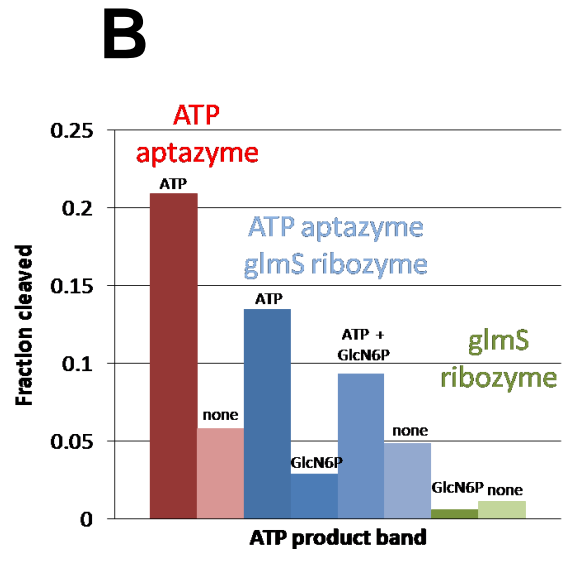 B
ATP
aptazyme
ATP aptazyme
glmS ribozyme
glmS
ribozyme
Fraction cleaved
0.25
0.2
0.15
0.1
0.05
0
ATP
none
ATP
GlcN6P
ATP +
GlcN6P
none
GlcN6P
none
ATP product band